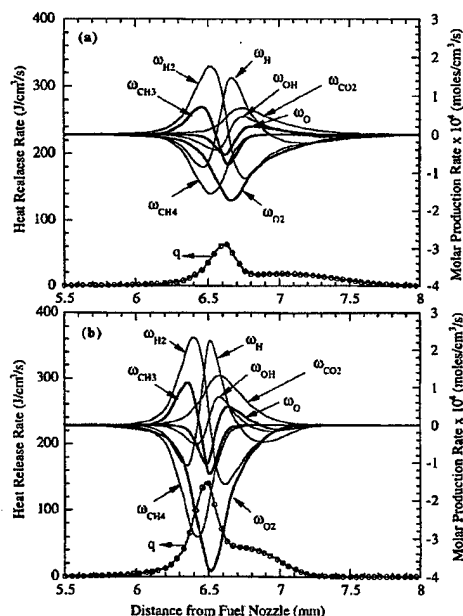 (a)
400
300
200
100
0
Heat Realaese Rate (J/cm³/s)
3
2
1
0
-1
-2
-3
-4
Molar Production Rate × 10⁴ (moles/cm³/s)
ω_H2
ω_H
ω_CH3
ω_OH
ω_CO2
ω_O
ω_CH4
ω_O2
q
5.5 6 6.5 7 7.5 8
(b)
400
300
200
100
0
Heat Release Rate (J/cm³/s)
3
2
1
0
-1
-2
-3
-4
Molar Production Rate × 10⁴ (moles/cm³/s)
ω_H2
ω_H
ω_CH3
ω_OH
ω_CO2
ω_O
ω_CH4
ω_O2
q
5.5 6 6.5 7 7.5 8
Distance from Fuel Nozzle (mm)